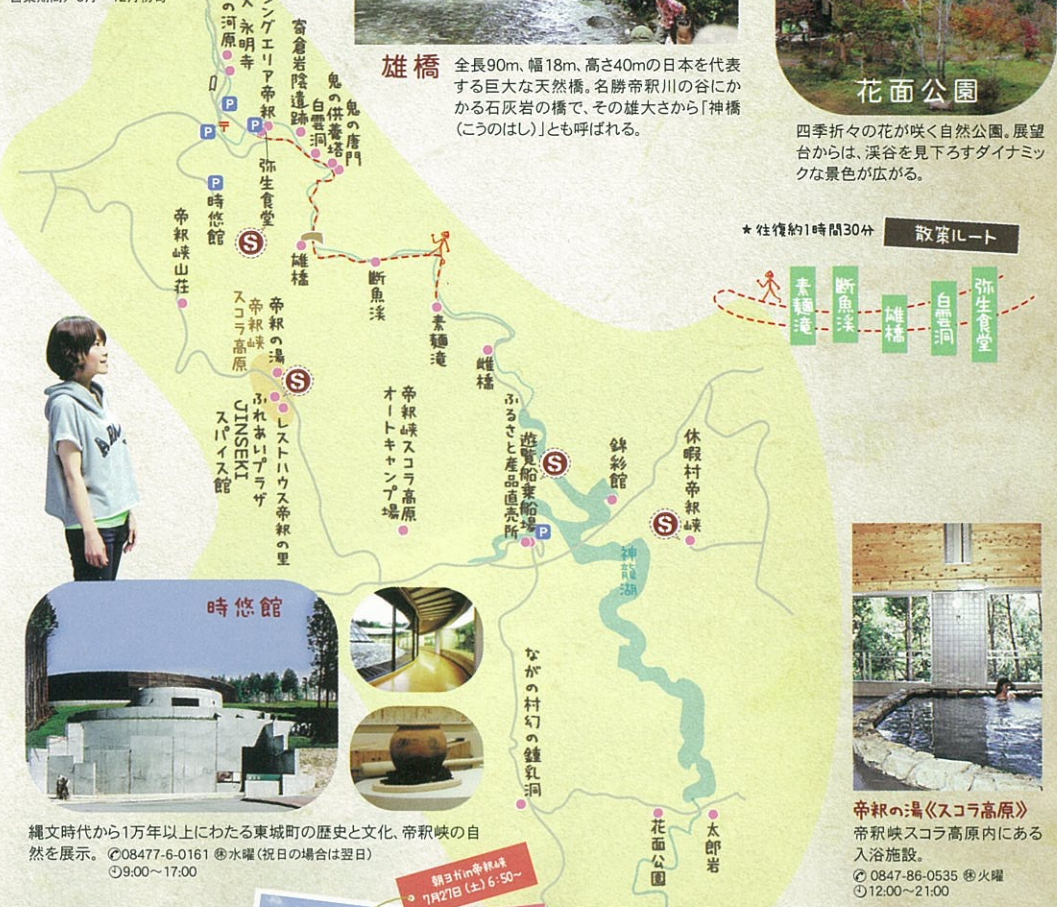 の河原
永明寺
ングエリア帝釈
寄倉岩陰遺跡
白雲洞
鬼の供養塔
鬼の唐門
P
P
〒
P
P
弥生食堂
時悠館
S
帝釈峡山荘
雄橋
断魚渓
素麺滝
雌橋
雄橋
全長90m、幅18m、高さ40mの日本を代表
する巨大な天然橋。名勝帝釈川の谷にか
かる石灰岩の橋で、その雄大さから「神橋
(こうのはし)」とも呼ばれる。
花面公園
四季折々の花が咲く自然公園。展望
台からは、渓谷を見下ろすダイナミッ
クな景色が広がる。
★往復約1時間30分
散策ルート
素麺滝
断魚渓
雄橋
白雲洞
弥生食堂
帝釈の湯
帝釈峡
スコラ高原
S
ふれあいプラザ
JINSEKI
スパイス館
レストハウス帝釈の里
帝釈峡スコラ高原
オートキャンプ場
ふるさと産品直売所
遊覧船乗船場
S
P
錦彩館
休暇村帝釈峡
S
神龍湖
ながの村幻の鍾乳洞
花面公園
太郎岩
時悠館
縄文時代から1万年以上にわたる東城町の歴史と文化、帝釈峡の自
然を展示。 ✆08477-6-0161 ㊡水曜(祝日の場合は翌日)
9:00〜17:00
朝ヨガin帝釈峡
7月27日(土)6:50〜
帝釈の湯《スコラ高原》
帝釈峡スコラ高原内にある
入浴施設。
✆ 0847-86-0535 ㊡火曜
12:00〜21:00